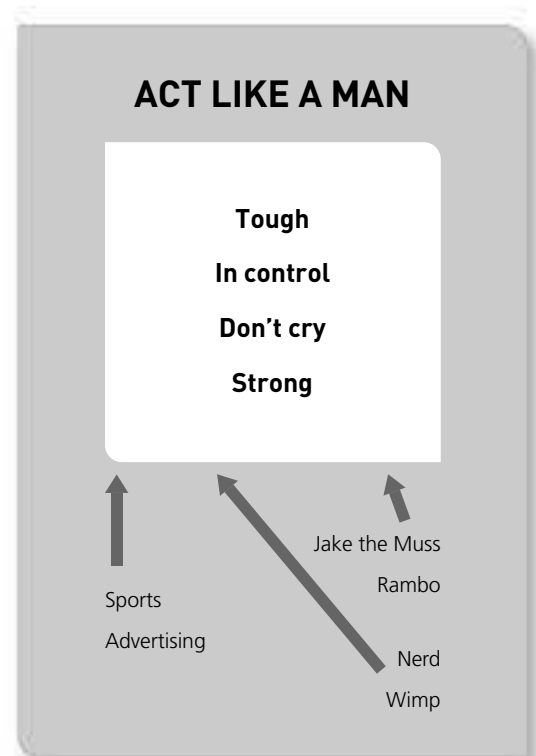 ACT LIKE A MAN
Tough
In control
Don't cry
Strong
Jake the Muss
Rambo
Sports
Advertising
Nerd
Wimp